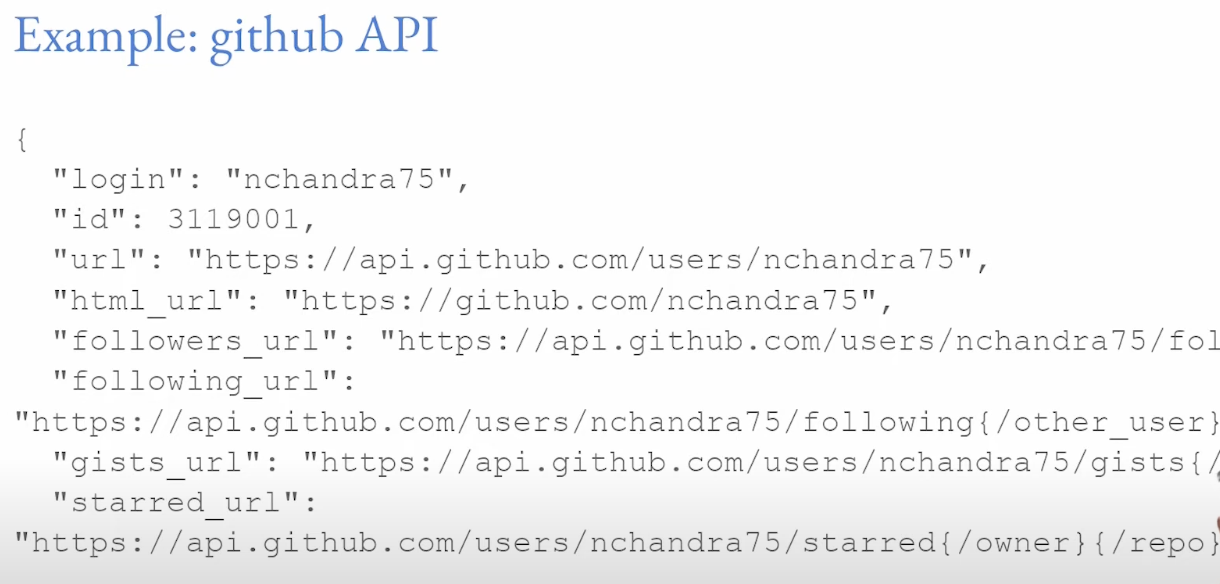 Example: github API
{
"login": "nchandra75",
"id": 3119001,
"url": "https://api.github.com/users/nchandra75",
"html_url": "https://github.com/nchandra75",
"followers_url": "https://api.github.com/users/nchandra75/fol
"following_url":
"https://api.github.com/users/nchandra75/following{/other_user}
"gists_url": "https://api.github.com/users/nchandra75/gists{/
"starred_url":
"https://api.github.com/users/nchandra75/starred{/owner}{/repo}